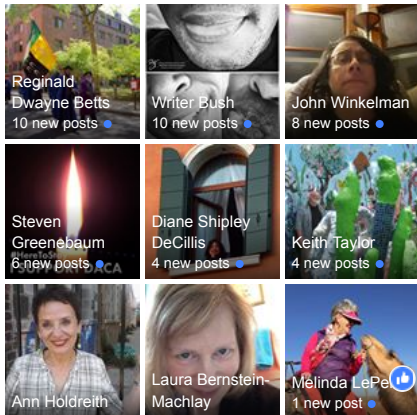 Reginald
Dwayne Betts
10 new posts
Writer Bush
10 new posts
John Winkelman
8 new posts
Steven
Greenebaum
6 new posts
Diane Shipley
DeCillis
4 new posts
Keith Taylor
4 new posts
Ann Holdreith
Laura Bernstein-
Machlay
Melinda LePe
1 new post